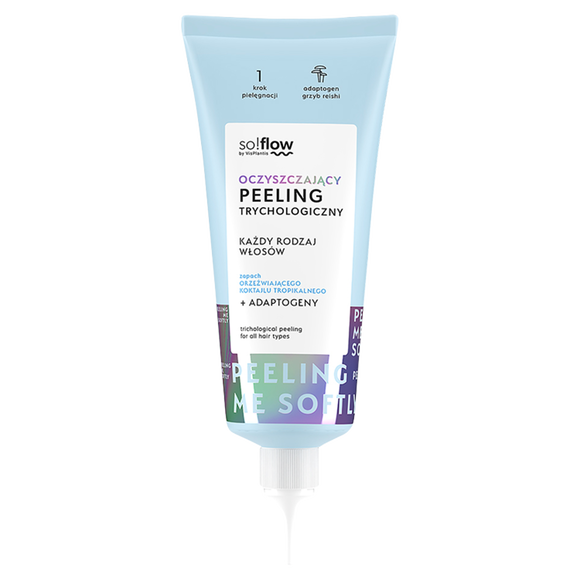 1
krok
pielęgnacji
adaptogen
grzyb reishi
so!flow
by VisPlantis
OCZYSZCZAJĄCY
PEELING
TRYCHOLOGICZNY
KAŻDY RODZAJ
WŁOSÓW
zapach
ORZEŹWIAJĄCEGO
KOKTAJLU TROPIKALNEGO
+ ADAPTOGENY
trichological peeling
for all hair types
PEELING
ME SOFTLY